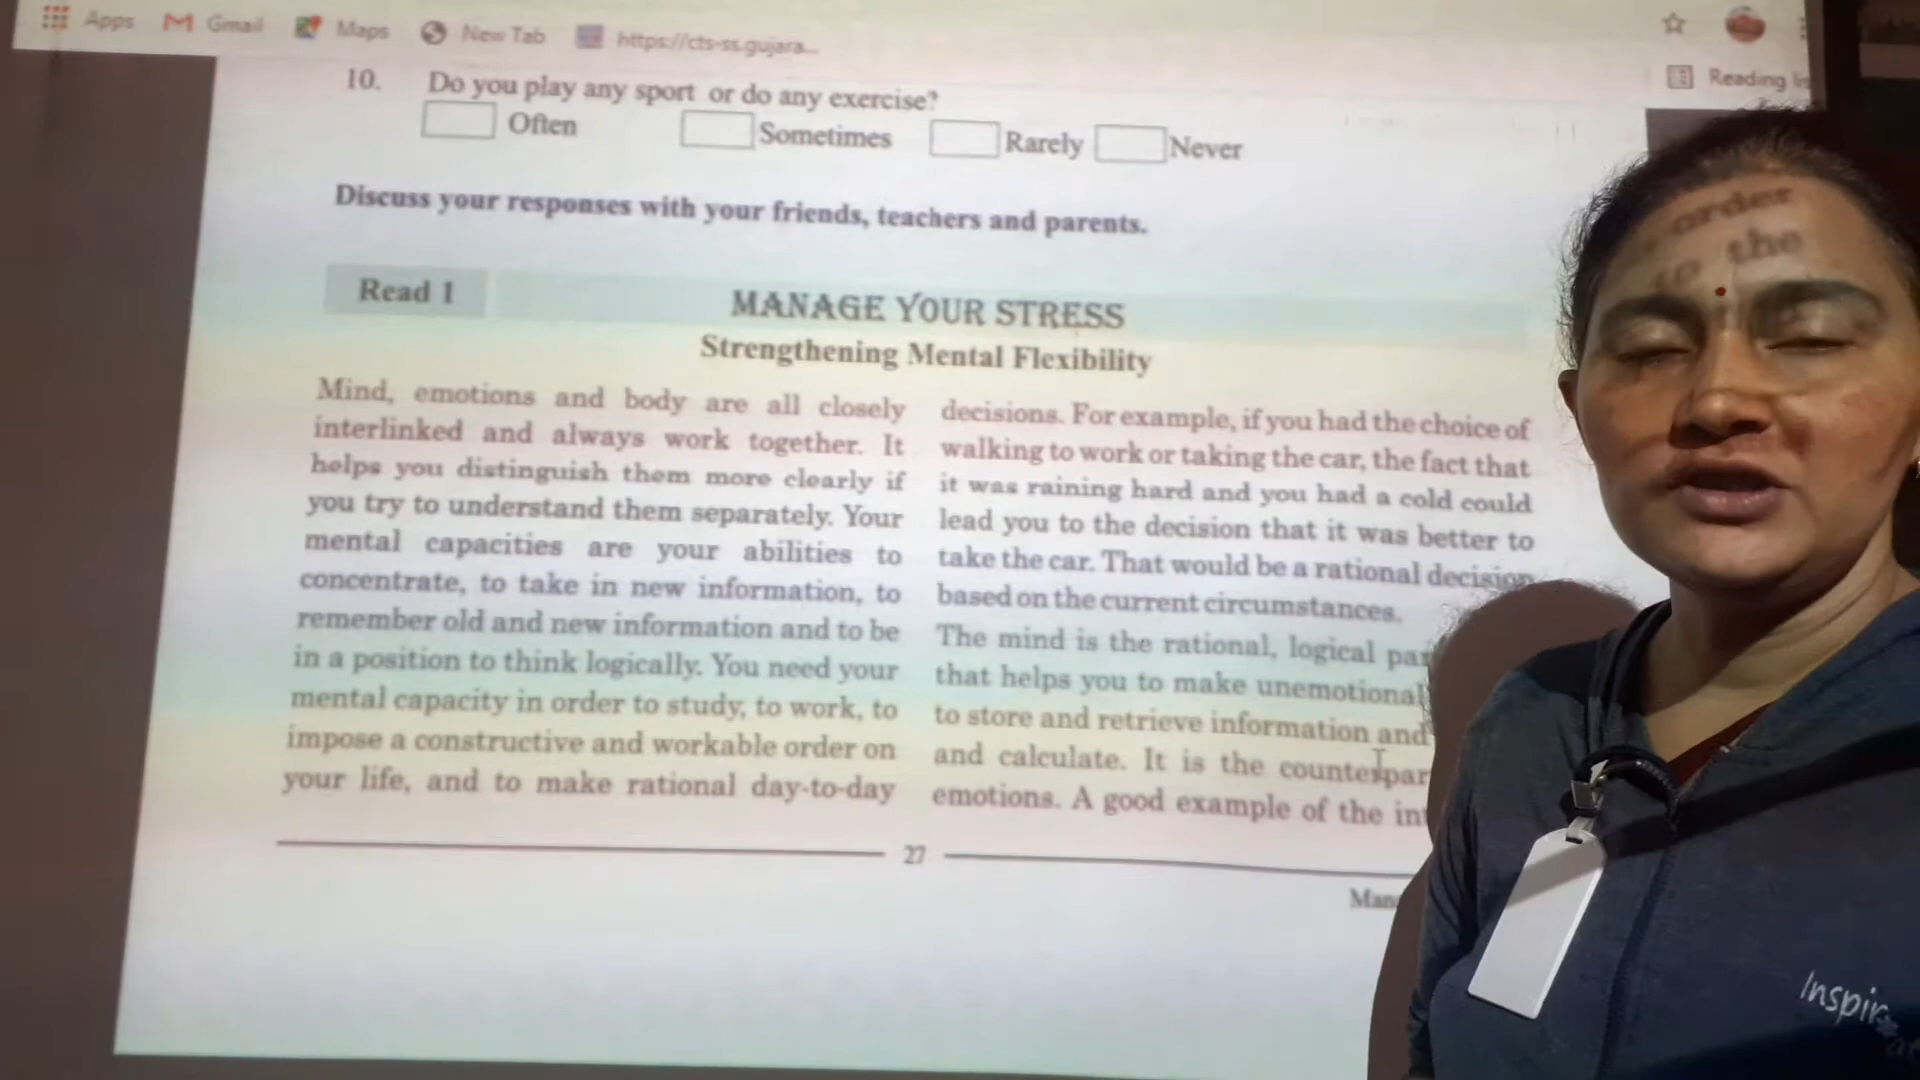 Apps Gmail Maps New Tab https://cts-ss.gujara...
Reading
10. Do you play any sport or do any exercise?
Often Sometimes Rarely Never
Discuss your responses with your friends, teachers and parents.
Read 1
MANAGE YOUR STRESS
Strengthening Mental Flexibility
Mind, emotions and body are all closely
interlinked and always work together. It
helps you distinguish them more clearly if
you try to understand them separately. Your
mental capacities are your abilities to
concentrate, to take in new information, to
remember old and new information and to be
in a position to think logically. You need your
mental capacity in order to study, to work, to
impose a constructive and workable order on
your life, and to make rational day-to-day
decisions. For example, if you had the choice of
walking to work or taking the car, the fact that
it was raining hard and you had a cold could
lead you to the decision that it was better to
take the car. That would be a rational decision
based on the current circumstances.
The mind is the rational, logical
that helps you to make unemotional
to store and retrieve information and
and calculate. It is the counterpar
emotions. A good example of the
27
order
to the